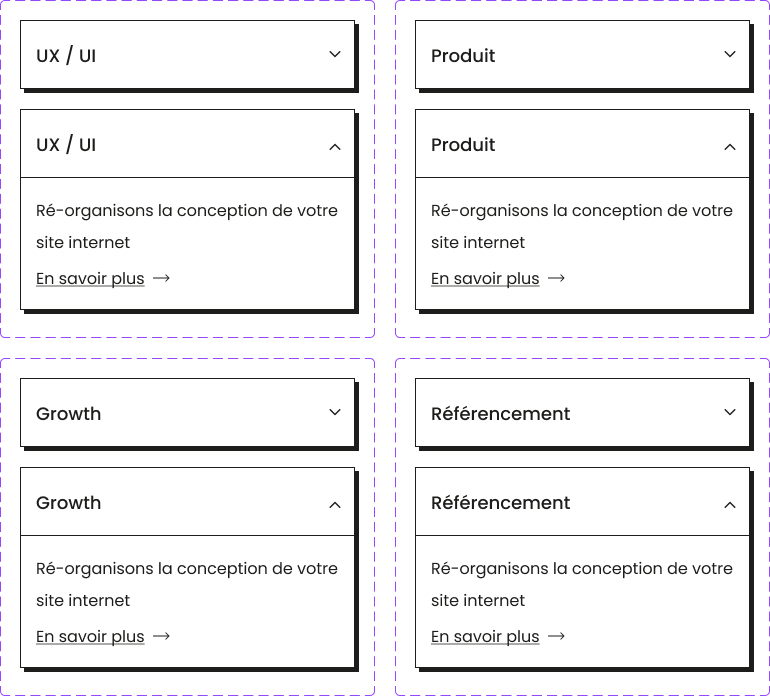 UX / UI
UX / UI
Ré-organisons la conception de votre
site internet
En savoir plus
Produit
Produit
Ré-organisons la conception de votre
site internet
En savoir plus
Growth
Growth
Ré-organisons la conception de votre
site internet
En savoir plus
Référencement
Référencement
Ré-organisons la conception de votre
site internet
En savoir plus